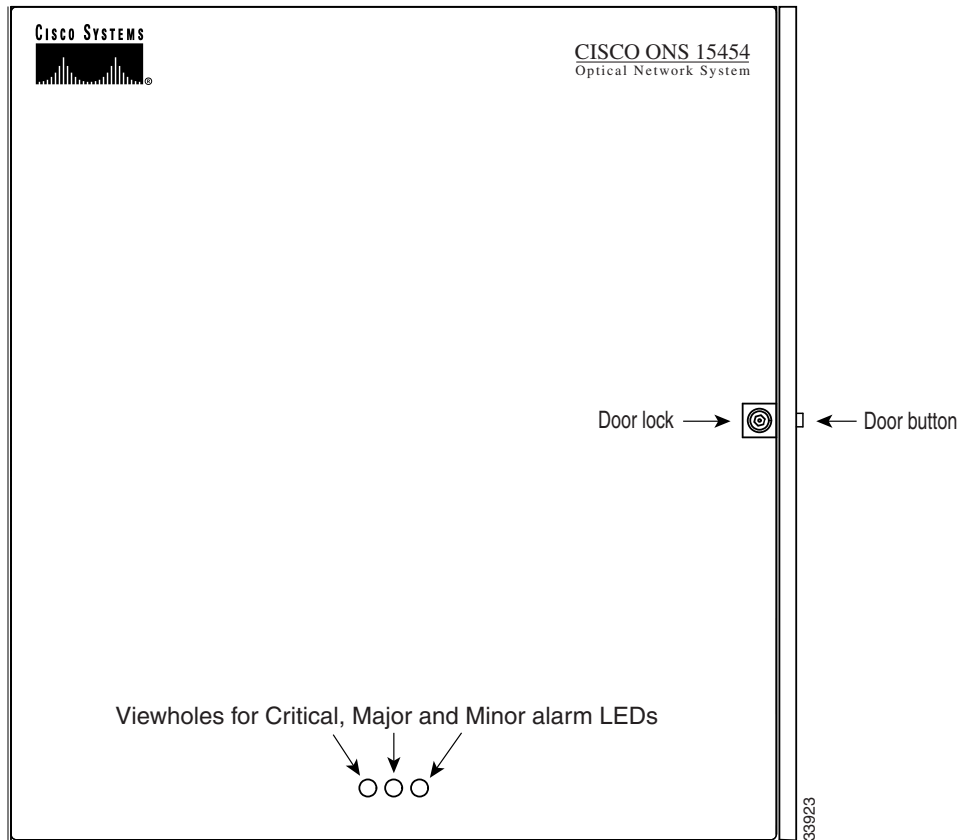 CISCO SYSTEMS
®
CISCO ONS 15454
Optical Network System
Door lock
Door button
Viewholes for Critical, Major and Minor alarm LEDs
33923